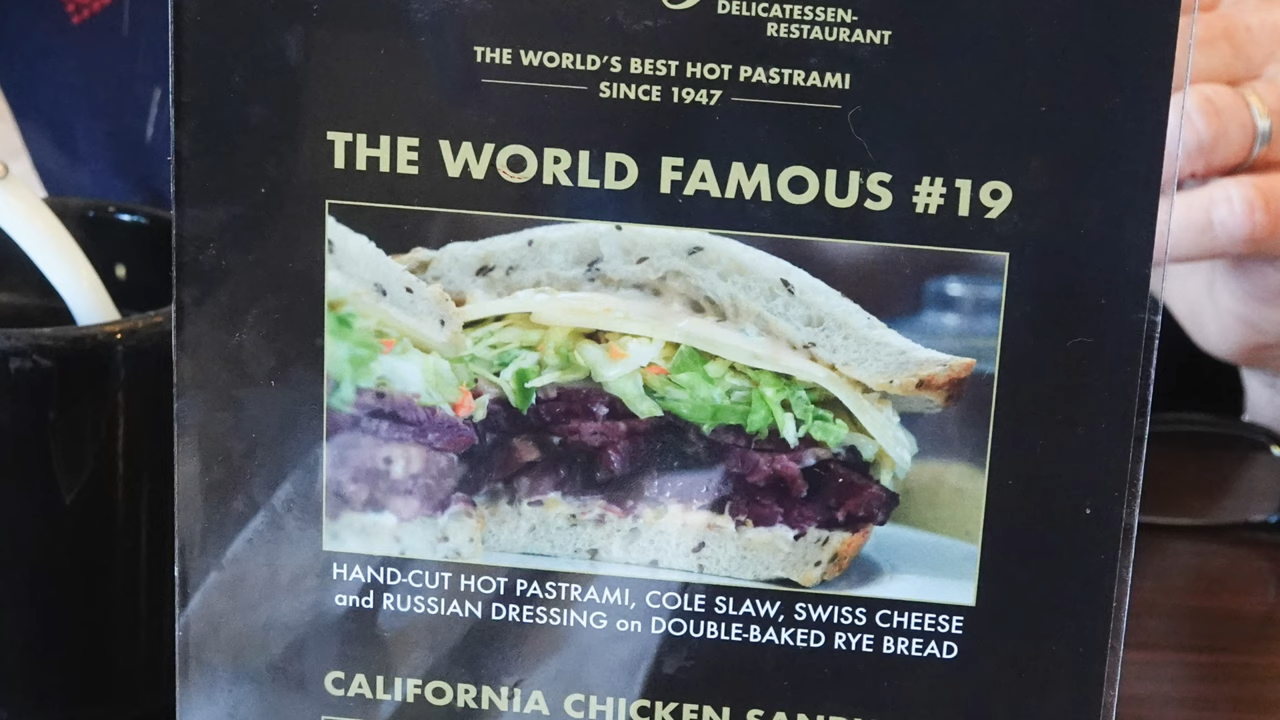 DELICATESSEN-
RESTAURANT
THE WORLD'S BEST HOT PASTRAMI
SINCE 1947
THE WORLD FAMOUS #19
HAND-CUT HOT PASTRAMI, COLE SLAW, SWISS CHEESE
and RUSSIAN DRESSING on DOUBLE-BAKED RYE BREAD
CALIFORNIA CHICKEN